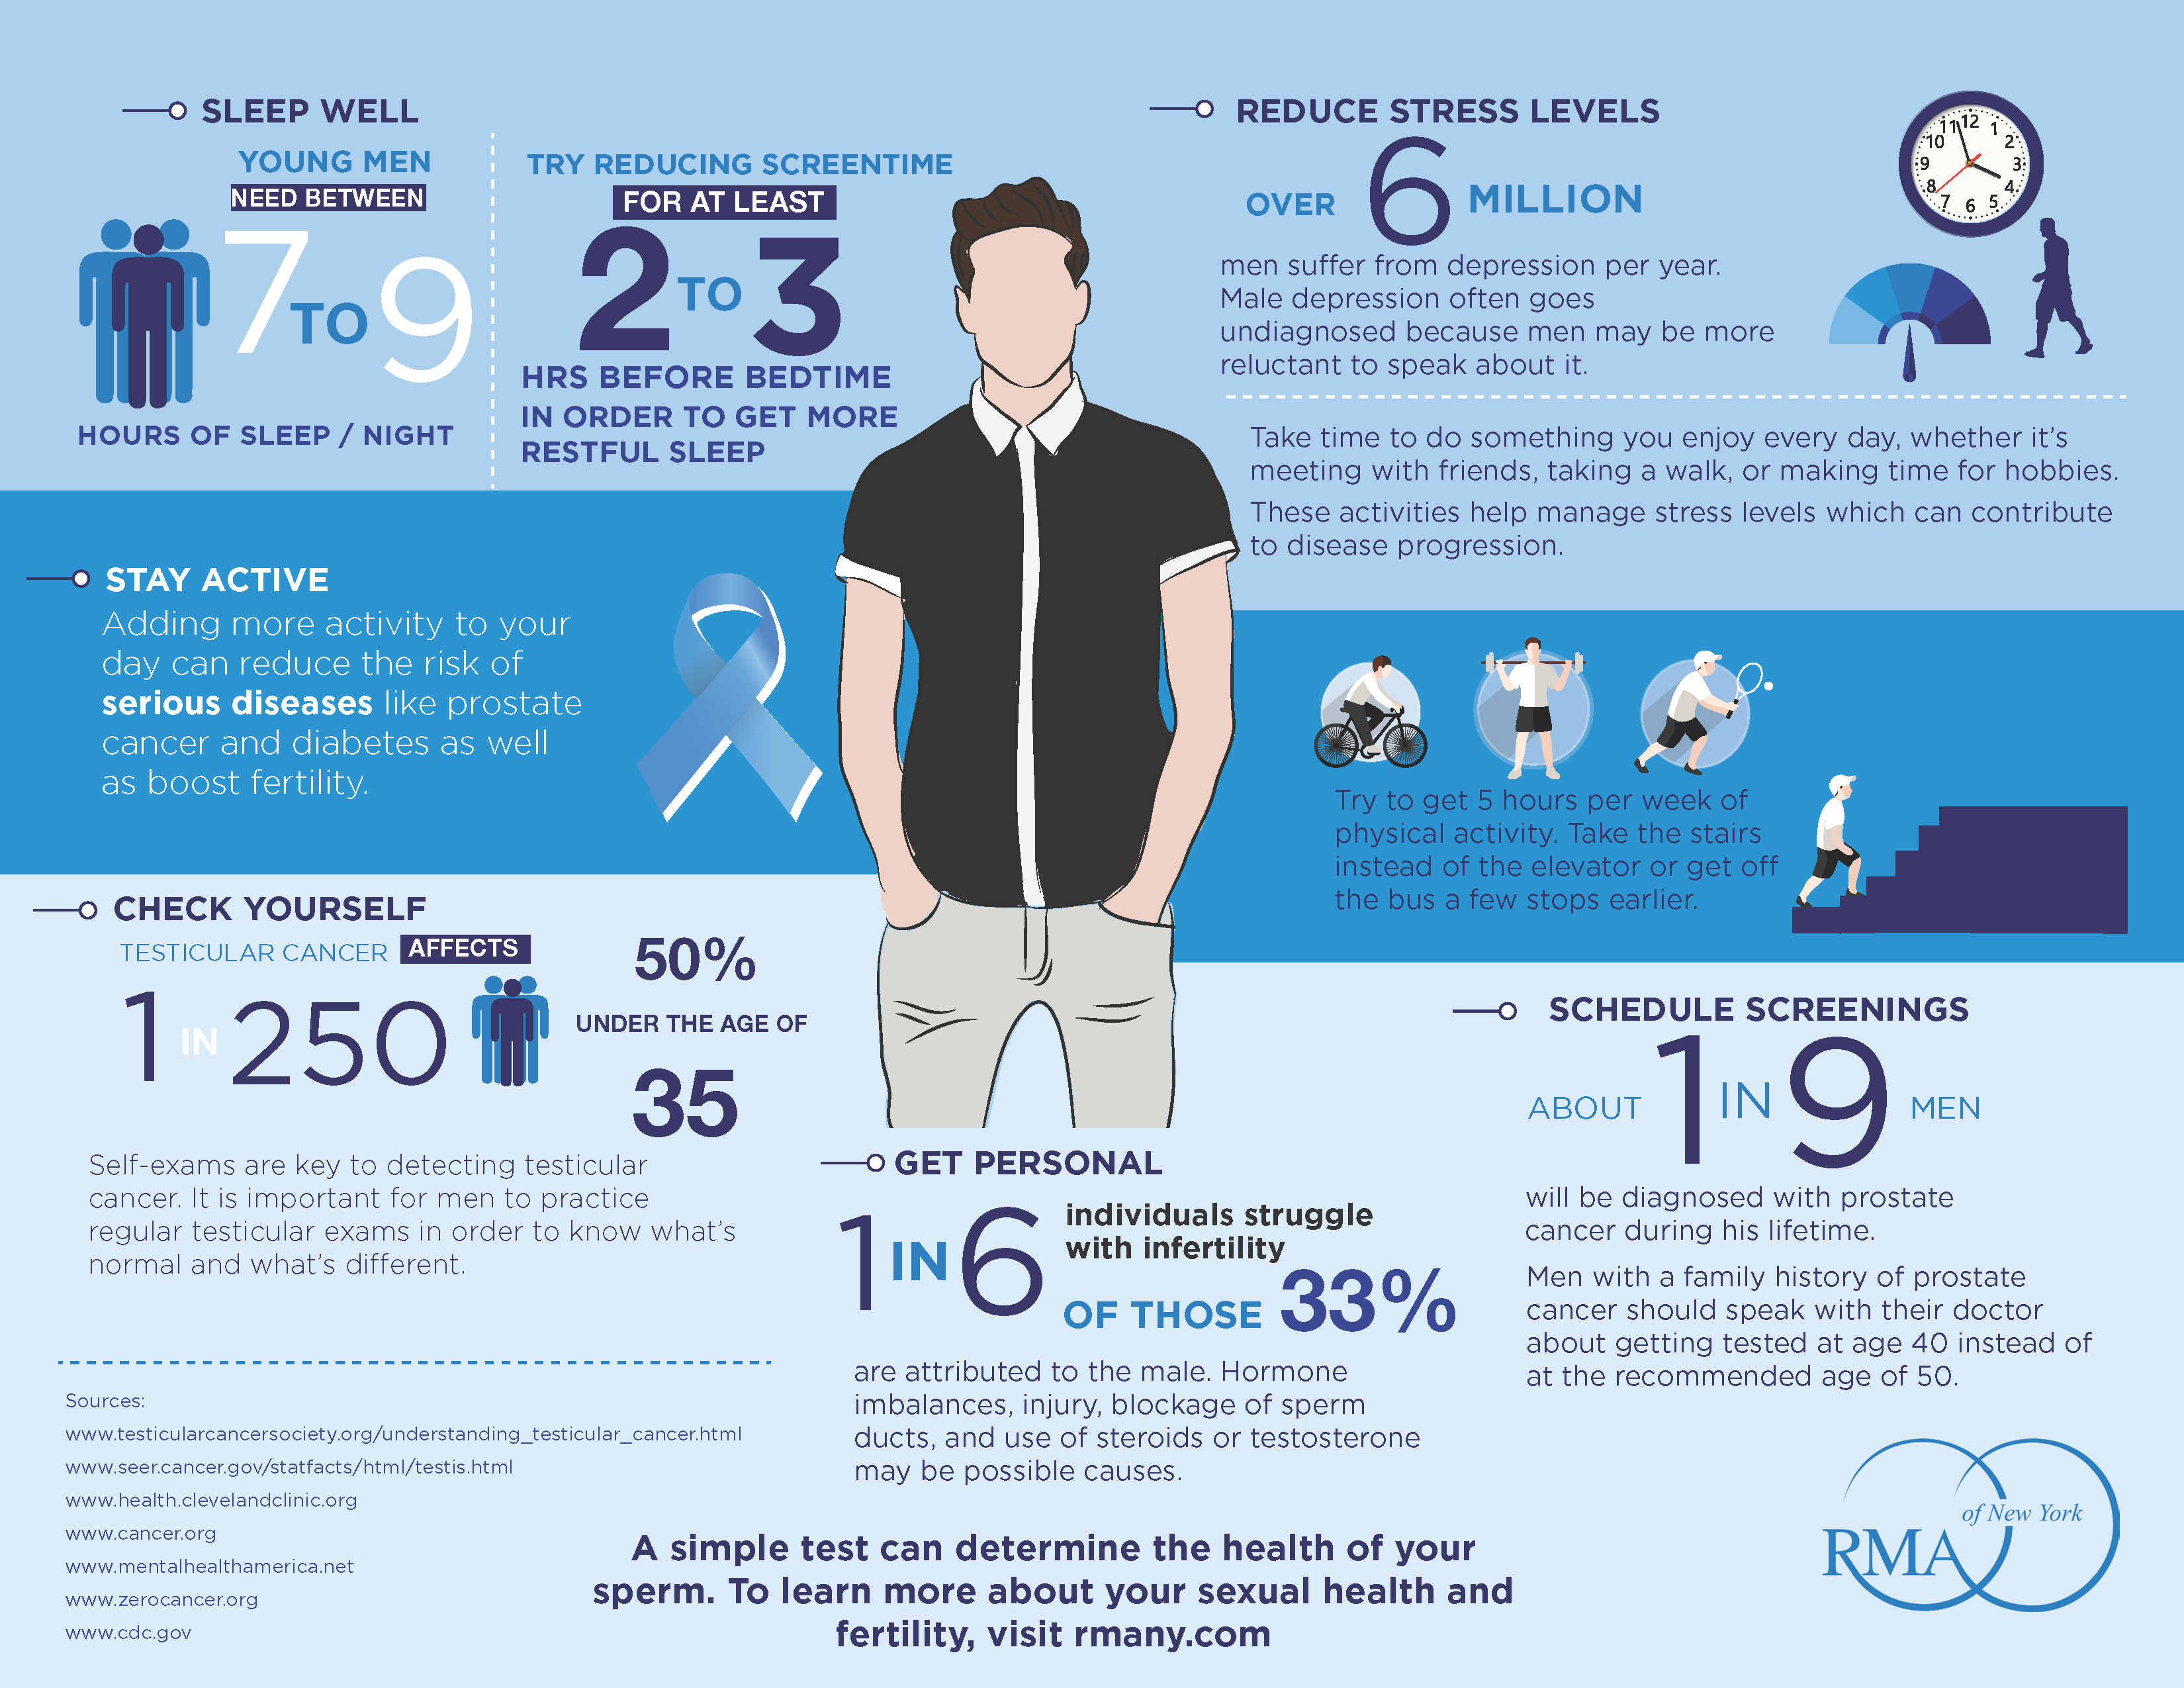 SLEEP WELL
YOUNG MEN
NEED BETWEEN
7 TO 9
HOURS OF SLEEP / NIGHT
TRY REDUCING SCREENTIME
FOR AT LEAST
2 TO 3
HRS BEFORE BEDTIME
IN ORDER TO GET MORE
RESTFUL SLEEP
REDUCE STRESS LEVELS
OVER 6 MILLION
men suffer from depression per year.
Male depression often goes
undiagnosed because men may be more
reluctant to speak about it.
12 1 2 3 4 5 6 7 8 9 10 11
Take time to do something you enjoy every day, whether it's
meeting with friends, taking a walk, or making time for hobbies.
These activities help manage stress levels which can contribute
to disease progression.
STAY ACTIVE
Adding more activity to your
day can reduce the risk of
serious diseases like prostate
cancer and diabetes as well
as boost fertility.
Try to get 5 hours per week of
physical activity. Take the stairs
instead of the elevator or get off
the bus a few stops earlier.
CHECK YOURSELF
TESTICULAR CANCER AFFECTS
1 IN 250
50%
UNDER THE AGE OF
35
Self-exams are key to detecting testicular
cancer. It is important for men to practice
regular testicular exams in order to know what's
normal and what's different.
GET PERSONAL
1 IN 6
individuals struggle
with infertility
OF THOSE 33%
are attributed to the male. Hormone
imbalances, injury, blockage of sperm
ducts, and use of steroids or testosterone
may be possible causes.
SCHEDULE SCREENINGS
ABOUT 1 IN 9 MEN
will be diagnosed with prostate
cancer during his lifetime.
Men with a family history of prostate
cancer should speak with their doctor
about getting tested at age 40 instead of
at the recommended age of 50.
Sources:
www.testicularcancersociety.org/understanding_testicular_cancer.html
www.seer.cancer.gov/statfacts/html/testis.html
www.health.clevelandclinic.org
www.cancer.org
www.mentalhealthamerica.net
www.zerocancer.org
www.cdc.gov
A simple test can determine the health of your
sperm. To learn more about your sexual health and
fertility, visit rmany.com
RMA of New York